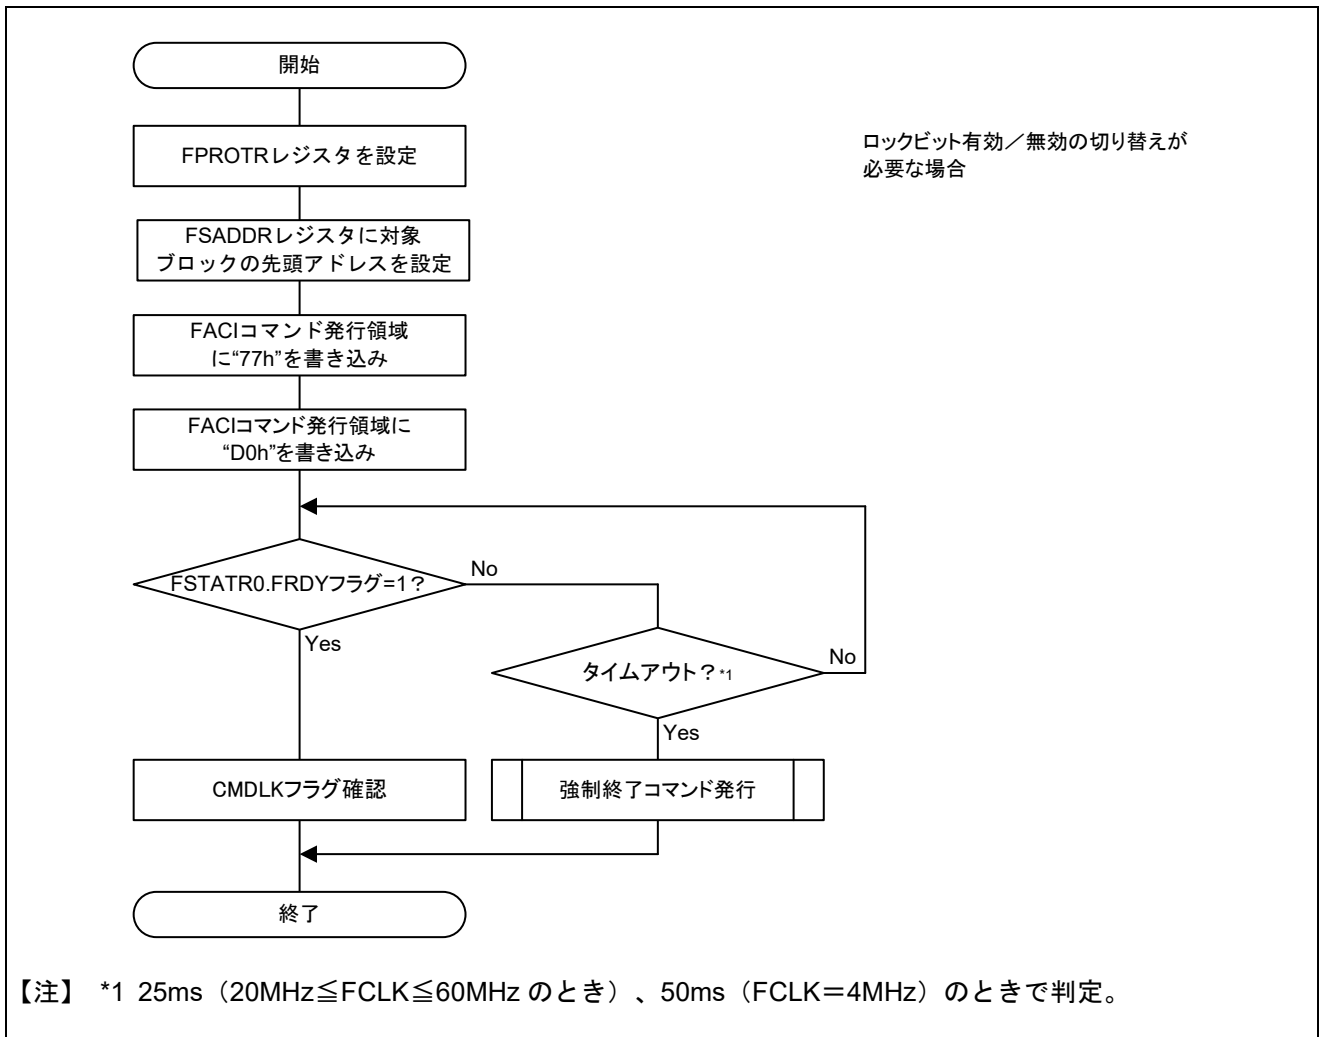 開始
FPROTRレジスタを設定
ロックビット有効／無効の切り替えが
必要な場合
FSADDRレジスタに対象
ブロックの先頭アドレスを設定
FACIコマンド発行領域
に“77h”を書き込み
FACIコマンド発行領域に
“D0h”を書き込み
FSTATR0.FRDYフラグ=1？
No
Yes
タイムアウト？*1
No
Yes
CMDLKフラグ確認
強制終了コマンド発行
終了
【注】 *1 25ms（20MHz≦FCLK≦60MHz のとき）、50ms（FCLK＝4MHz）のときで判定。